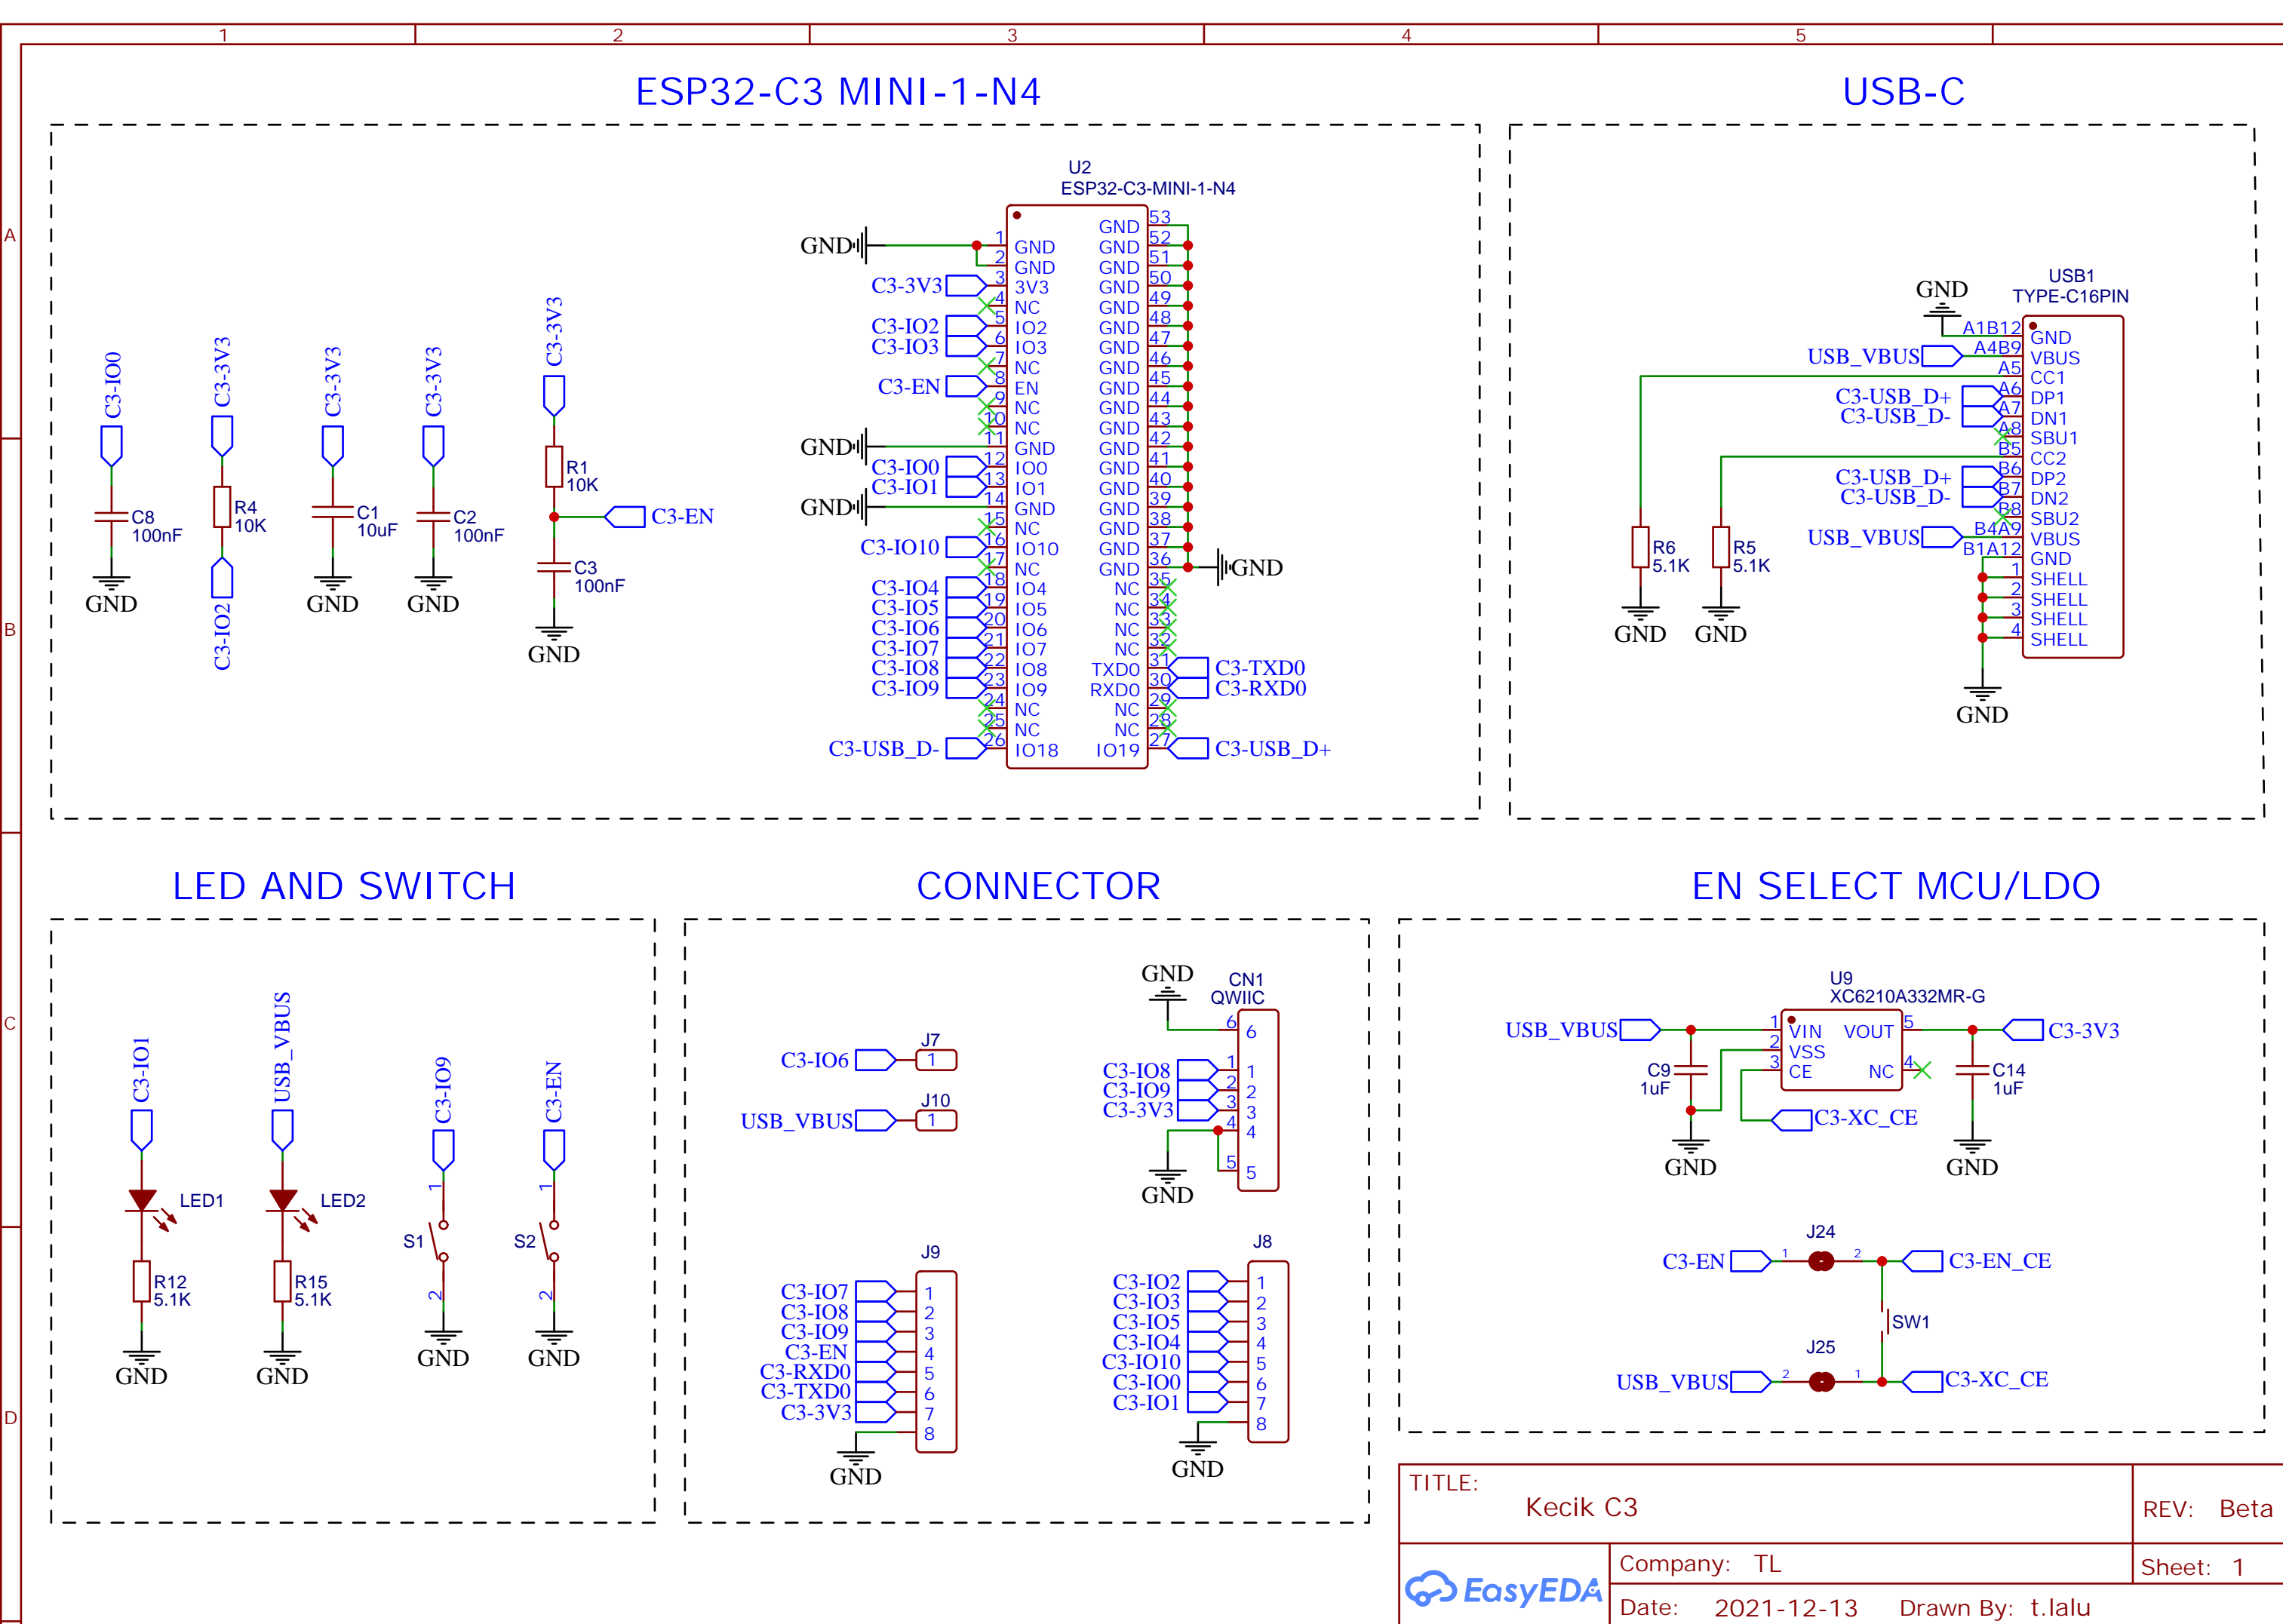 1 2 3 4 5
ESP32-C3 MINI-1-N4
A
B
C
D
C3-IO0
C8
100nF
GND
C3-3V3
R4
10K
C3-IO2
C3-3V3
C1
10uF
GND
C3-3V3
C2
100nF
GND
C3-3V3
R1
10K
C3-EN
C3
100nF
GND
U2
ESP32-C3-MINI-1-N4
GND 1 GND
2 GND
C3-3V3 3 3V3
4 NC
C3-IO2 5 IO2
C3-IO3 6 IO3
7 NC
C3-EN 8 EN
9 NC
10 NC
GND 11 GND
C3-IO0 12 IO0
C3-IO1 13 IO1
GND 14 GND
15 NC
C3-IO10 16 IO10
17 NC
C3-IO4 18 IO4
C3-IO5 19 IO5
C3-IO6 20 IO6
C3-IO7 21 IO7
C3-IO8 22 IO8
C3-IO9 23 IO9
24 NC
25 NC
C3-USB_D- 26 IO18
GND 53
GND 52
GND 51
GND 50
GND 49
GND 48
GND 47
GND 46
GND 45
GND 44
GND 43
GND 42
GND 41
GND 40
GND 39
GND 38
GND 37
GND 36 GND
NC 35
NC 34
NC 33
NC 32
TXD0 31 C3-TXD0
RXD0 30 C3-RXD0
NC 29
NC 28
IO19 27 C3-USB_D+
USB-C
USB1
TYPE-C16PIN
GND
A1B12 GND
USB_VBUS A4B9 VBUS
A5 CC1
C3-USB_D+ A6 DP1
C3-USB_D- A7 DN1
A8 SBU1
B5 CC2
C3-USB_D+ B6 DP2
C3-USB_D- B7 DN2
B8 SBU2
USB_VBUS B4A9 VBUS
B1A12 GND
1 SHELL
2 SHELL
3 SHELL
4 SHELL
GND
R6
5.1K
GND
R5
5.1K
GND
LED AND SWITCH
C3-IO1
LED1
R12
5.1K
GND
USB_VBUS
LED2
R15
5.1K
GND
C3-IO9
1
S1
2
GND
C3-EN
1
S2
2
GND
CONNECTOR
J7
C3-IO6 1
J10
USB_VBUS 1
GND
CN1
QWIIC
6 6
C3-IO8 1 1
C3-IO9 2 2
C3-3V3 3 3
4 4
5 5
GND
J9
C3-IO7 1
C3-IO8 2
C3-IO9 3
C3-EN 4
C3-RXD0 5
C3-TXD0 6
C3-3V3 7
8
GND
J8
C3-IO2 1
C3-IO3 2
C3-IO5 3
C3-IO4 4
C3-IO10 5
C3-IO0 6
C3-IO1 7
8
GND
EN SELECT MCU/LDO
U9
XC6210A332MR-G
USB_VBUS 1 VIN VOUT 5 C3-3V3
2 VSS
3 CE NC 4
C9
1uF
GND
C3-XC_CE
C14
1uF
GND
J24
C3-EN 1 2 C3-EN_CE
SW1
J25
USB_VBUS 2 1 C3-XC_CE
TITLE:
Kecik C3
REV: Beta
EasyEDA
Company: TL
Sheet: 1
Date: 2021-12-13 Drawn By: t.lalu